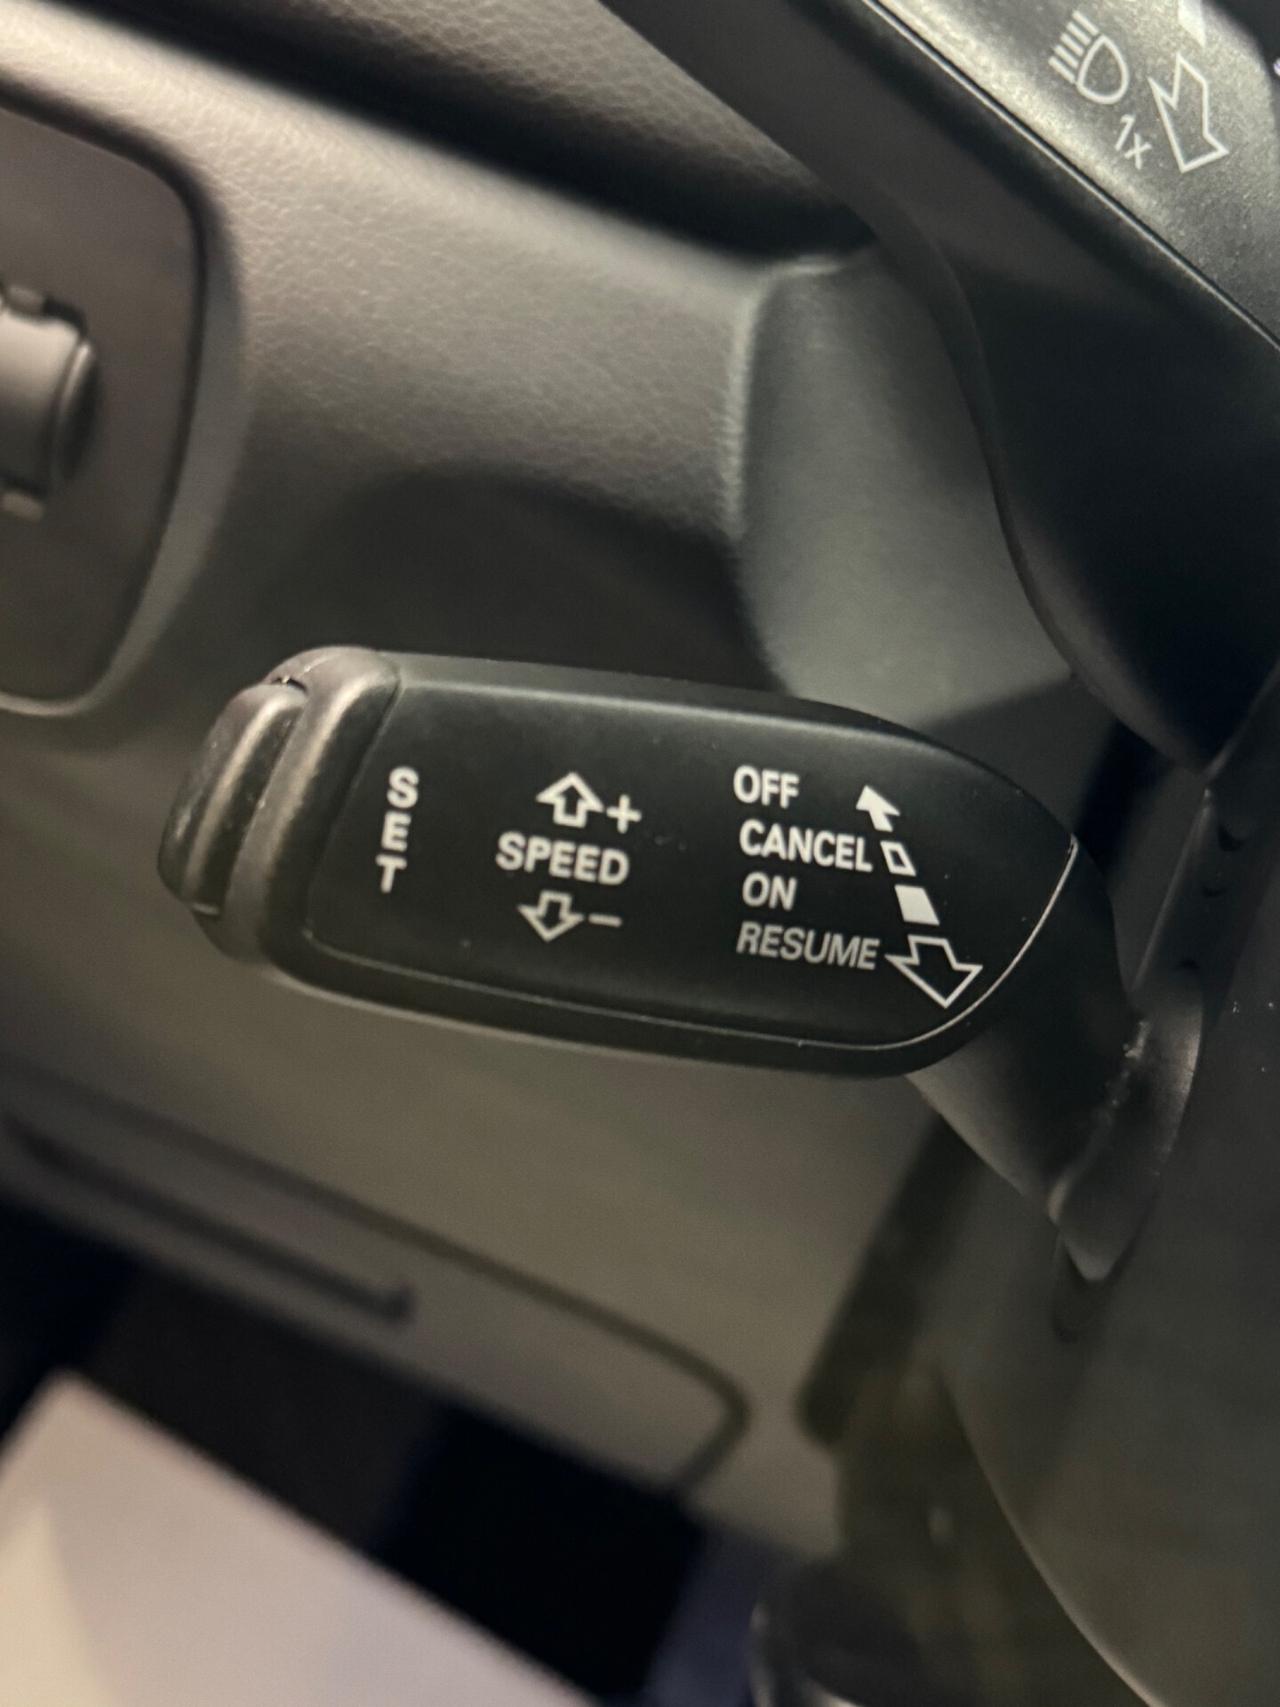 1x
SET
+
SPEED
−
OFF
CANCEL
ON
RESUME